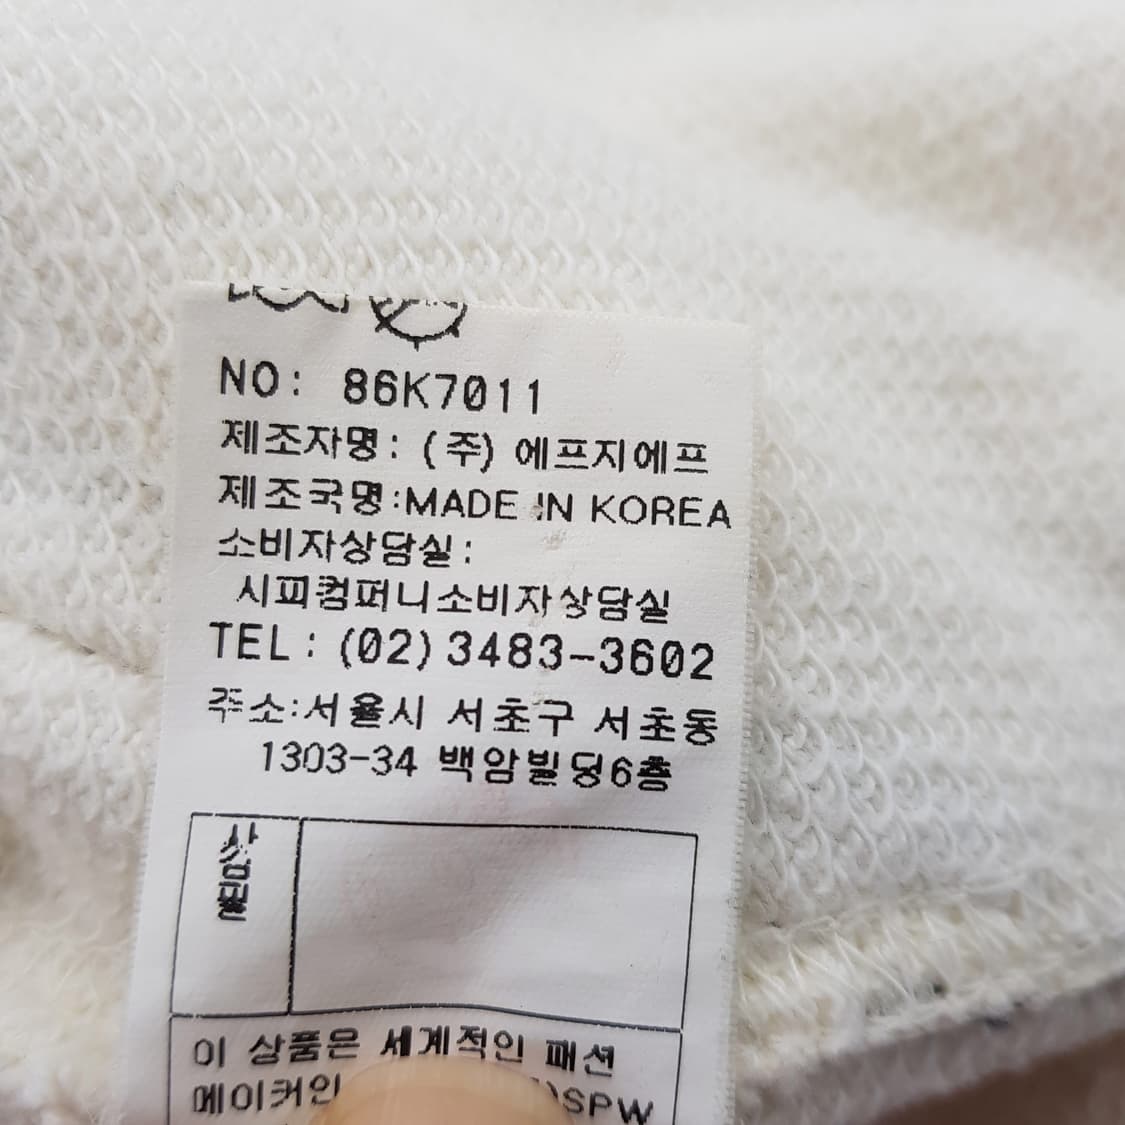 NO: 86K7011
제조자명: (주) 에프지에프
제조국명:MADE IN KOREA
소비자상담실:
시피컴퍼니소비자상담실
TEL: (02)3483-3602
주소:서울시 서초구 서초동
1303-34 백암빌딩6층
이 상품은 세계적인 패션
메이커인 SPW